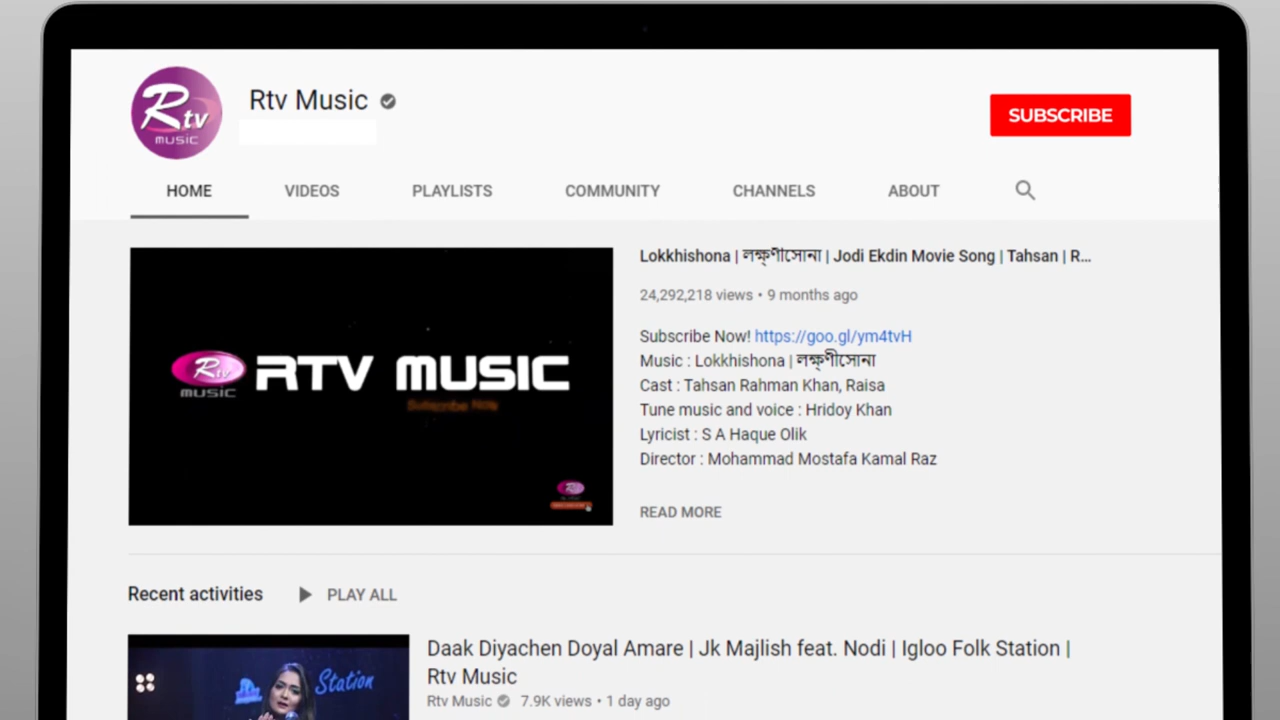 Rtv
MUSIC
Rtv Music
SUBSCRIBE
HOME
VIDEOS
PLAYLISTS
COMMUNITY
CHANNELS
ABOUT
Lokkhishona | লক্ষ্ণীসোনা | Jodi Ekdin Movie Song | Tahsan | R...
24,292,218 views • 9 months ago
Subscribe Now! https://goo.gl/ym4tvH
Music : Lokkhishona | লক্ষ্ণীসোনা
Cast : Tahsan Rahman Khan, Raisa
Tune music and voice : Hridoy Khan
Lyricist : S A Haque Olik
Director : Mohammad Mostafa Kamal Raz
READ MORE
Rtv
MUSIC
RTV MUSIC
Subscribe Now
Rtv
Recent activities
PLAY ALL
Station
Daak Diyachen Doyal Amare | Jk Majlish feat. Nodi | Igloo Folk Station |
Rtv Music
Rtv Music 7.9K views • 1 day ago